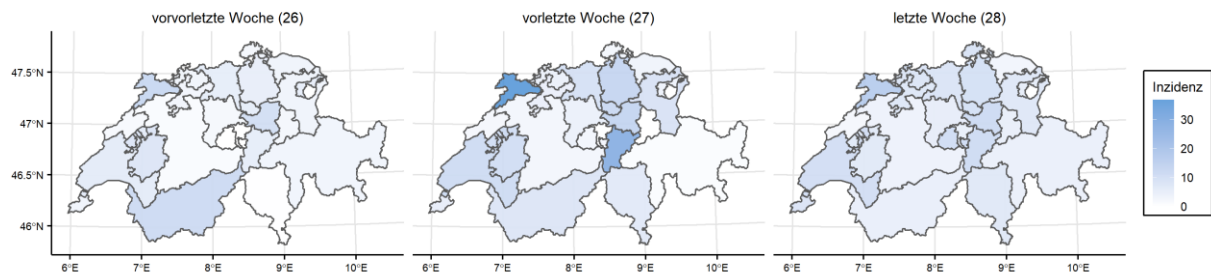 vorvorletzte Woche (26)
vorletzte Woche (27)
letzte Woche (28)
47.5°N
47°N
46.5°N
46°N
6°E 7°E 8°E 9°E 10°E
6°E 7°E 8°E 9°E 10°E
6°E 7°E 8°E 9°E 10°E
Inzidenz
30
20
10
0